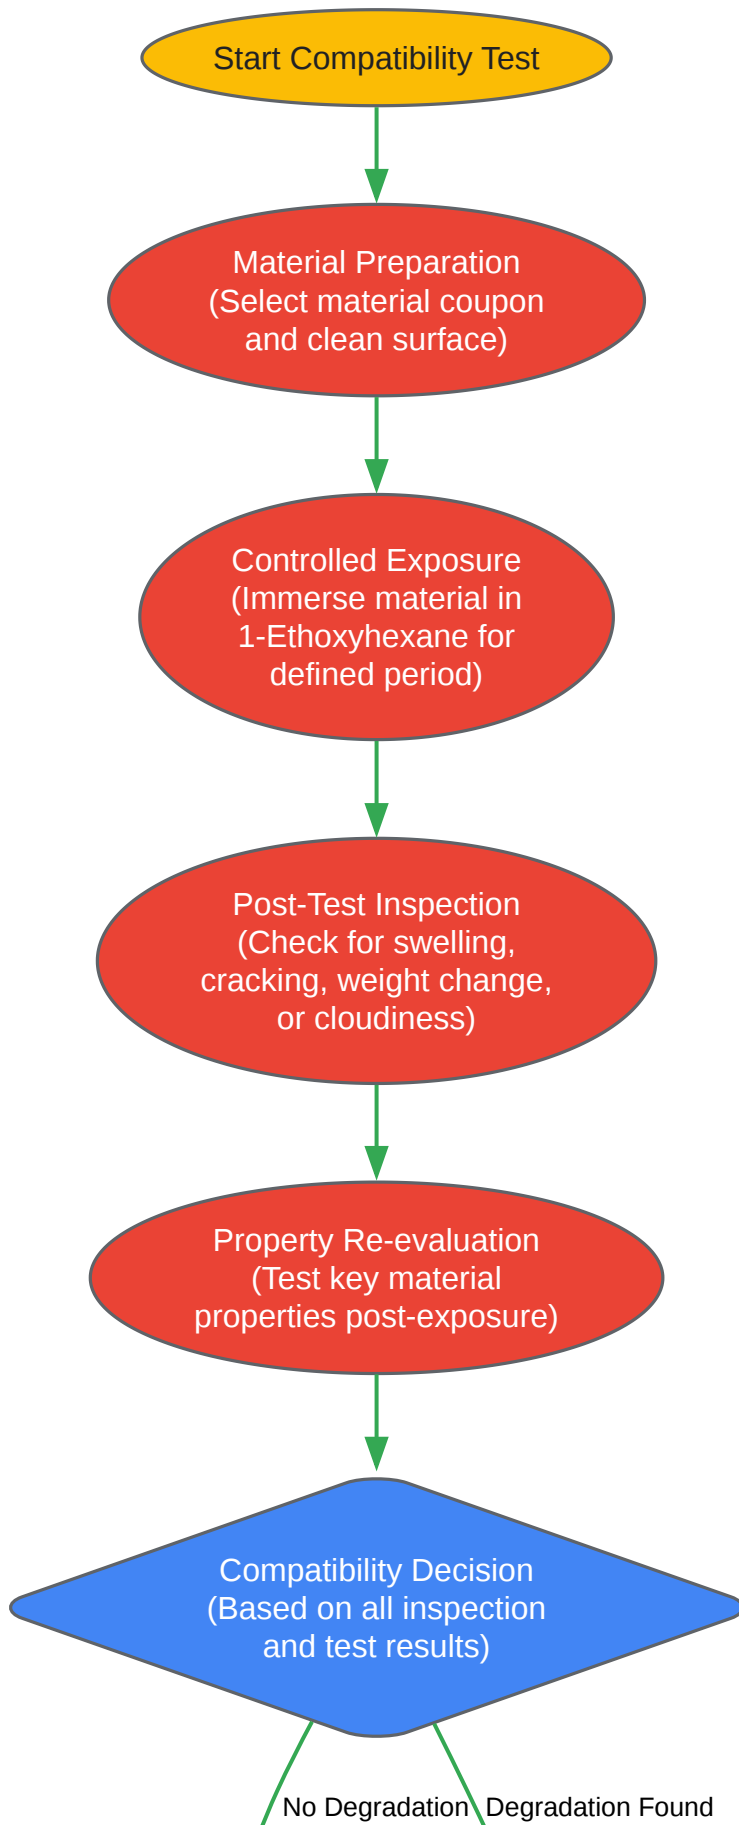 Start Compatibility Test
Material Preparation
(Select material coupon
and clean surface)
Controlled Exposure
(Immerse material in
1-Ethoxyhexane for
defined period)
Post-Test Inspection
(Check for swelling,
cracking, weight change,
or cloudiness)
Property Re-evaluation
(Test key material
properties post-exposure)
Compatibility Decision
(Based on all inspection
and test results)
No Degradation
Degradation Found